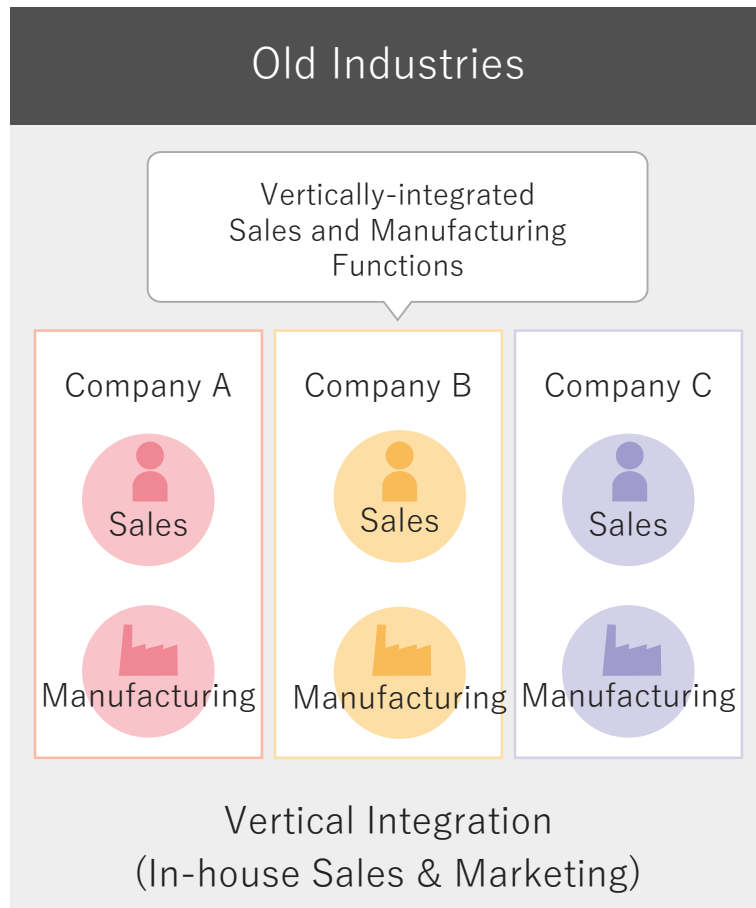 Old Industries
Vertically-integrated
Sales and Manufacturing
Functions
Company A
Sales
Manufacturing
Company B
Sales
Manufacturing
Company C
Sales
Manufacturing
Vertical Integration
(In-house Sales & Marketing)